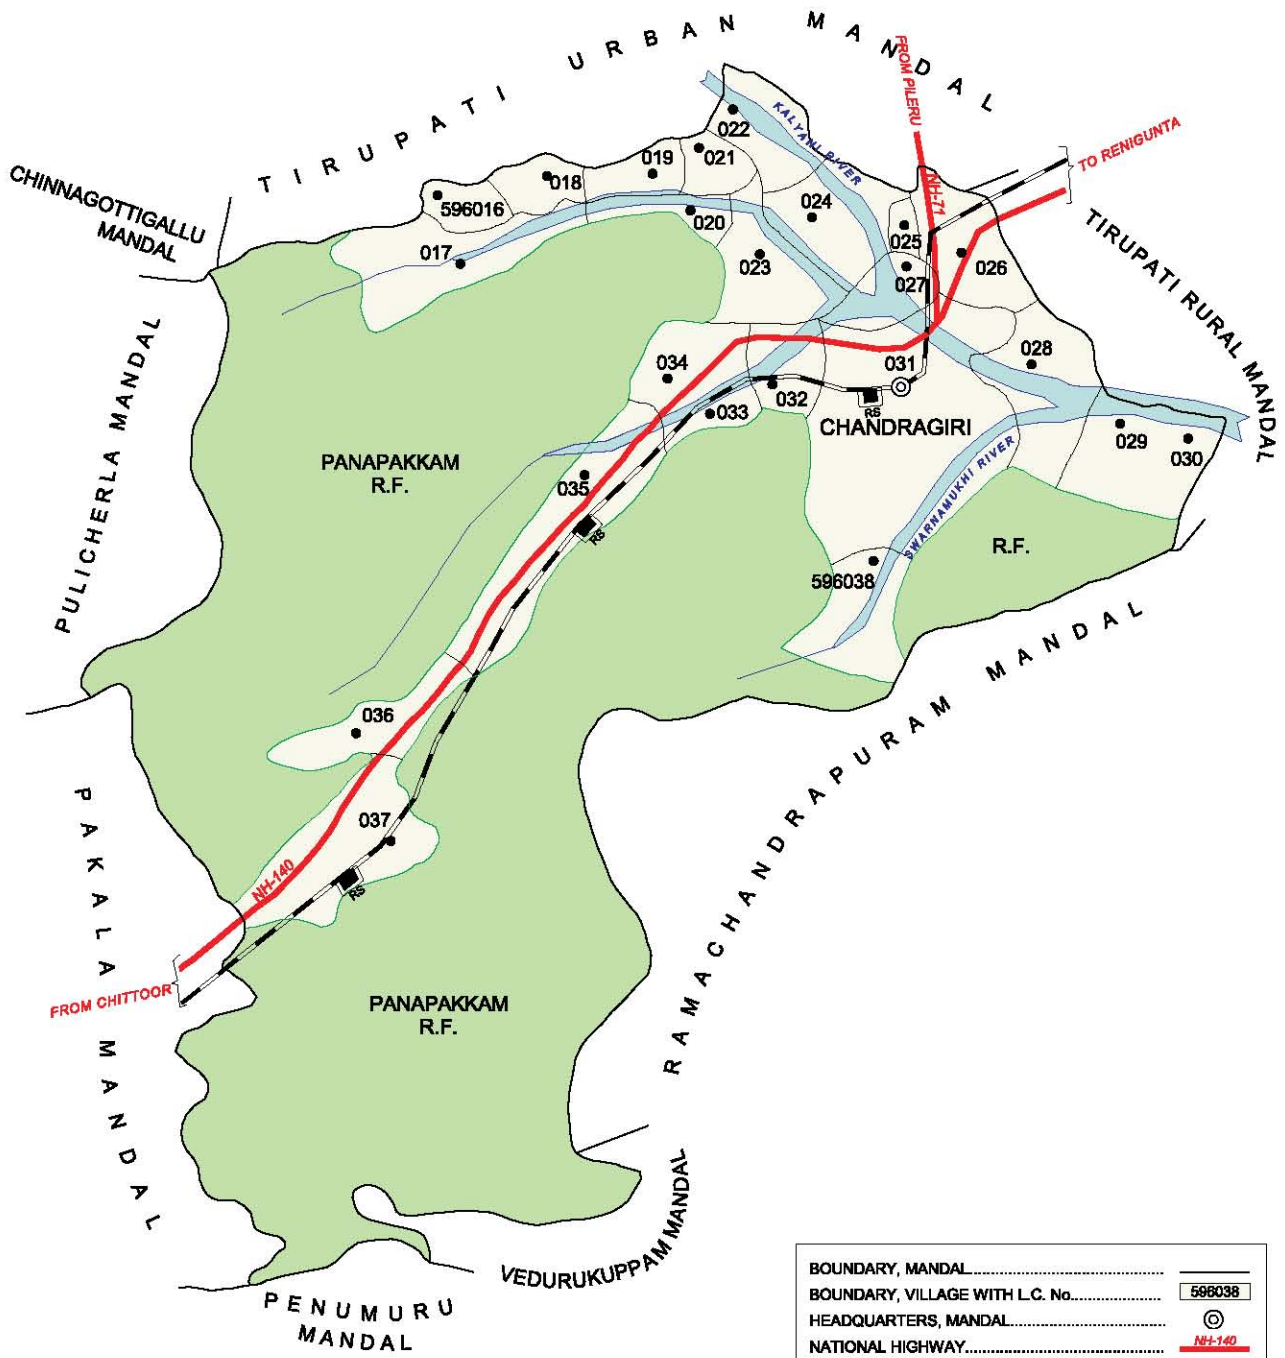 TIRUPATI URBAN MANDAL
FROM PILERU
KALYANI RIVER
022
021
019
018
596016
TO RENIGUNTA
CHINNAGOTTIGALLU
MANDAL
NH-71
024
020
025
026
017
023
027
TIRUPATI RURAL MANDAL
PULICHERLA MANDAL
034
031
028
032
033
RS
CHANDRAGIRI
029
030
PANAPAKKAM
R.F.
035
RS
SWARNAMUKHI RIVER
R.F.
596038
RAMACHANDRAPURAM MANDAL
036
037
NH-140
RS
PAKALA MANDAL
FROM CHITTOOR
PANAPAKKAM
R.F.
VEDURUKUPPAM MANDAL
PENUMURU
MANDAL
BOUNDARY, MANDAL
BOUNDARY, VILLAGE WITH L.C. No. 596038
HEADQUARTERS, MANDAL
NATIONAL HIGHWAY NH-140